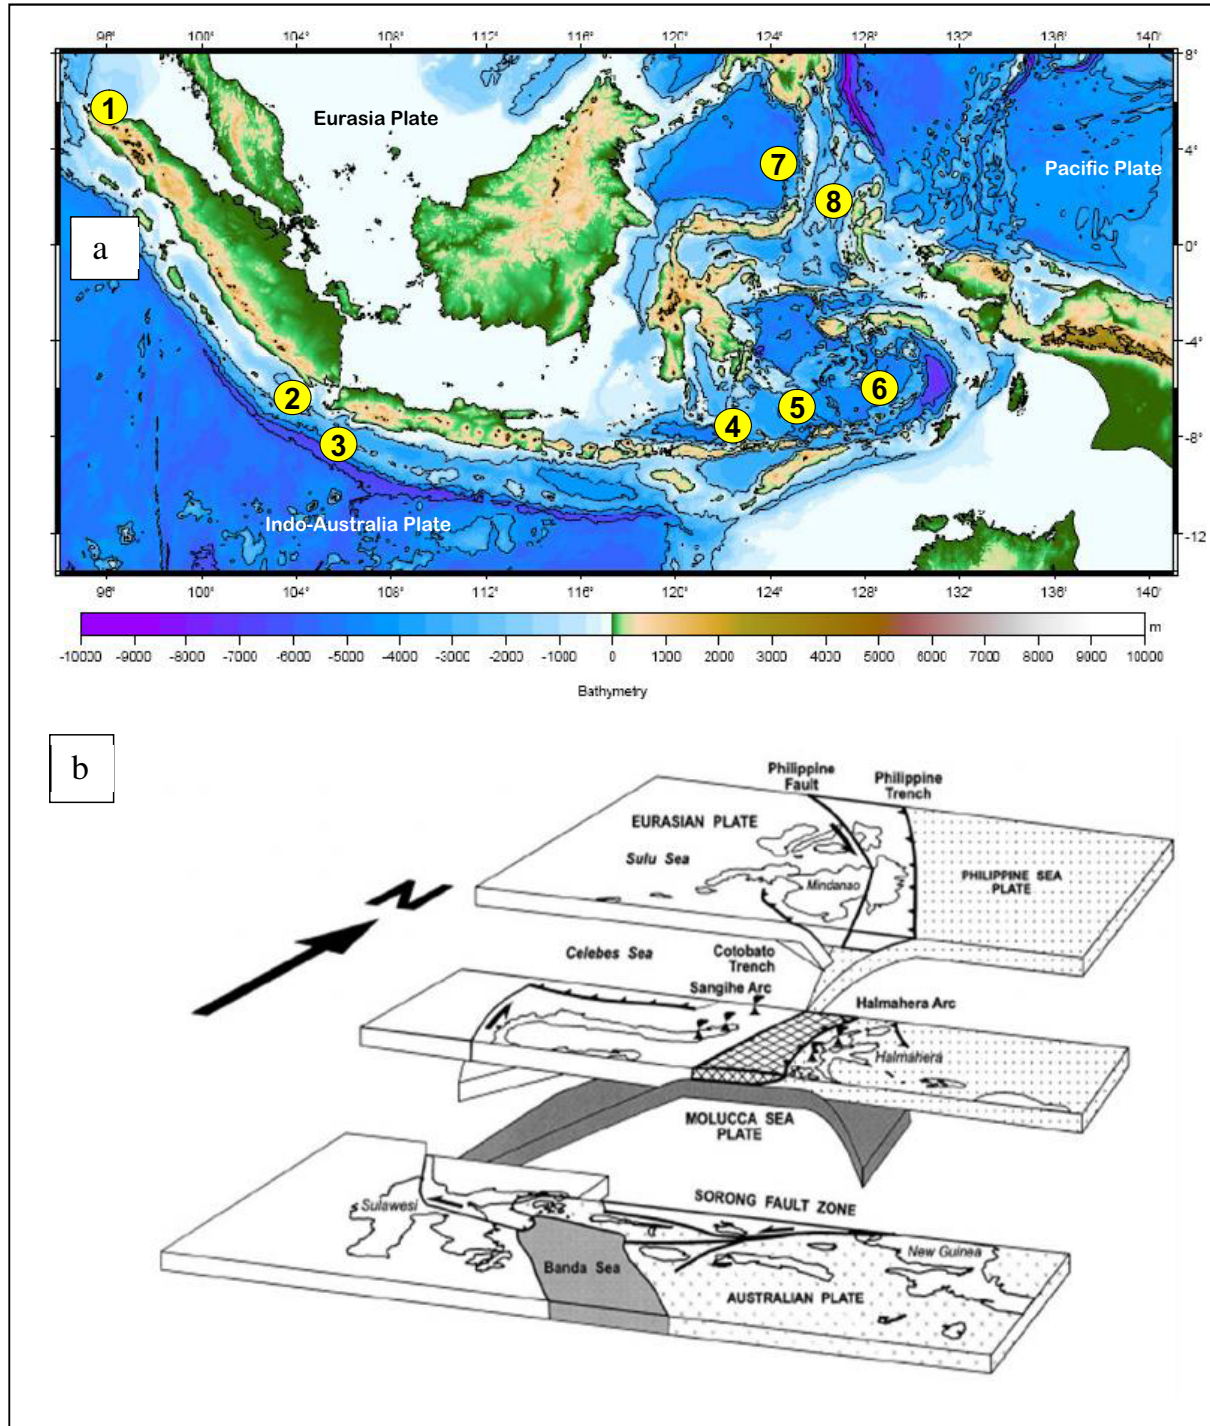 96° 100° 104° 108° 112° 116° 120° 124° 128° 132° 136° 140°
8°
1
Eurasia Plate
7
4°
Pacific Plate
8
a
0°
-4°
6
2
5
4
3
-8°
Indo-Australia Plate
-12°
96° 100° 104° 108° 112° 116° 120° 124° 128° 132° 136° 140°
m
-10000 -9000 -8000 -7000 -6000 -5000 -4000 -3000 -2000 -1000 0 1000 2000 3000 4000 5000 6000 7000 8000 9000 10000
Bathymetry
b
Philippine
Fault
Philippine
Trench
EURASIAN PLATE
Sulu Sea
Mindanao
PHILIPPINE SEA
PLATE
N
Celebes Sea
Cotobato
Trench
Sangihe Arc
Halmahera Arc
Halmahera
MOLUCCA SEA
PLATE
SORONG FAULT ZONE
Sulawesi
New Guinea
Banda Sea
AUSTRALIAN PLATE